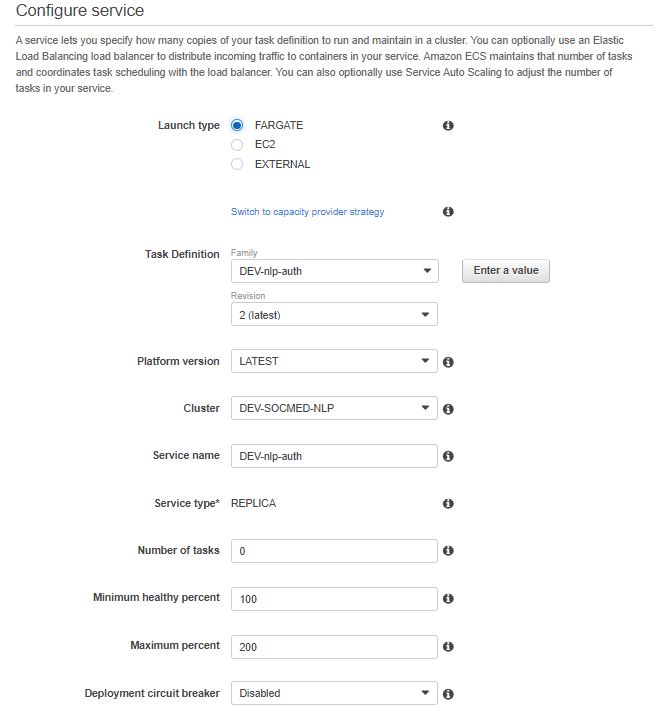 Configure service
A service lets you specify how many copies of your task definition to run and maintain in a cluster. You can optionally use an Elastic
Load Balancing load balancer to distribute incoming traffic to containers in your service. Amazon ECS maintains that number of tasks
and coordinates task scheduling with the load balancer. You can also optionally use Service Auto Scaling to adjust the number of
tasks in your service.
Launch type FARGATE
EC2
EXTERNAL
Switch to capacity provider strategy
Task Definition Family
DEV-nlp-auth Enter a value
Revision
2 (latest)
Platform version LATEST
Cluster DEV-SOCMED-NLP
Service name DEV-nlp-auth
Service type* REPLICA
Number of tasks 0
Minimum healthy percent 100
Maximum percent 200
Deployment circuit breaker Disabled